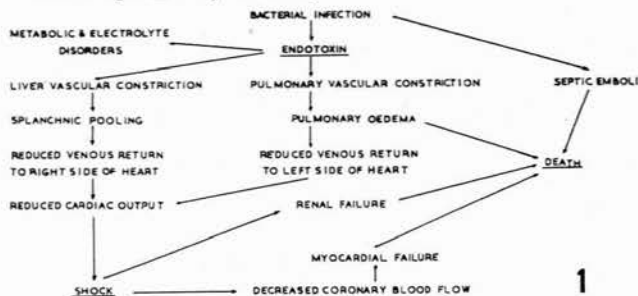 BACTERIAL INFECTION
METABOLIC & ELECTROLYTE
DISORDERS
ENDOTOXIN
LIVER VASCULAR CONSTRICTION
PULMONARY VASCULAR CONSTRICTION
SEPTIC EMBOLI
SPLANCHNIC POOLING
PULMONARY OEDEMA
REDUCED VENOUS RETURN
TO RIGHT SIDE OF HEART
REDUCED VENOUS RETURN
TO LEFT SIDE OF HEART
DEATH
REDUCED CARDIAC OUTPUT
RENAL FAILURE
MYOCARDIAL FAILURE
SHOCK
DECREASED CORONARY BLOOD FLOW
1